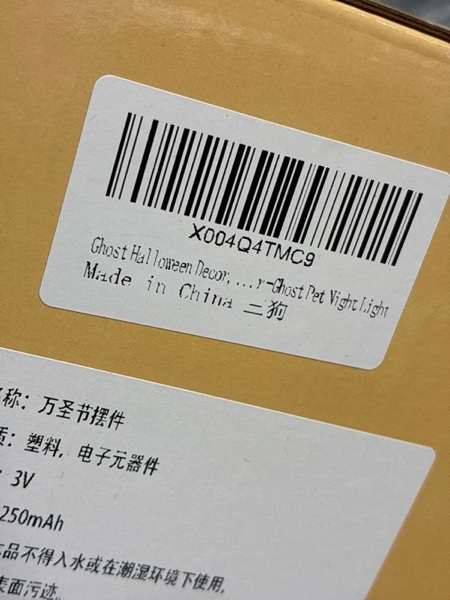 X004Q4TMC9
Ghost Halloween Decor, ...r-Ghost Pet Night Light
Made in China 二狗
称：万圣节摆件
质：塑料，电子元器件
：3V
250mAh
品不得入水或在潮湿环境下使用，
表面污迹。